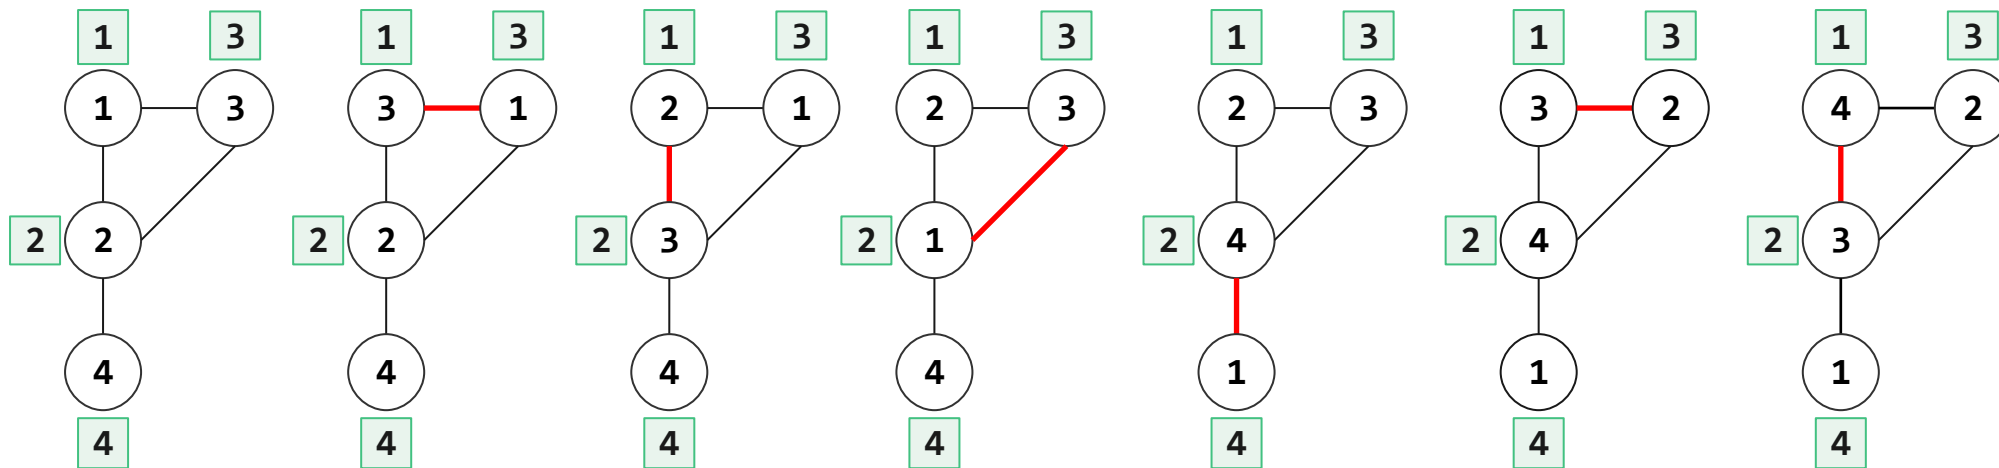 1 3 1 3 1 3 1 3 1 3 1 3 1 3
1 3 3 1 2 1 2 3 2 3 3 2 4 2
2 2 2 2 2 3 2 1 2 4 2 4 2 3
4 4 4 4 1 1 1
4 4 4 4 4 4 4